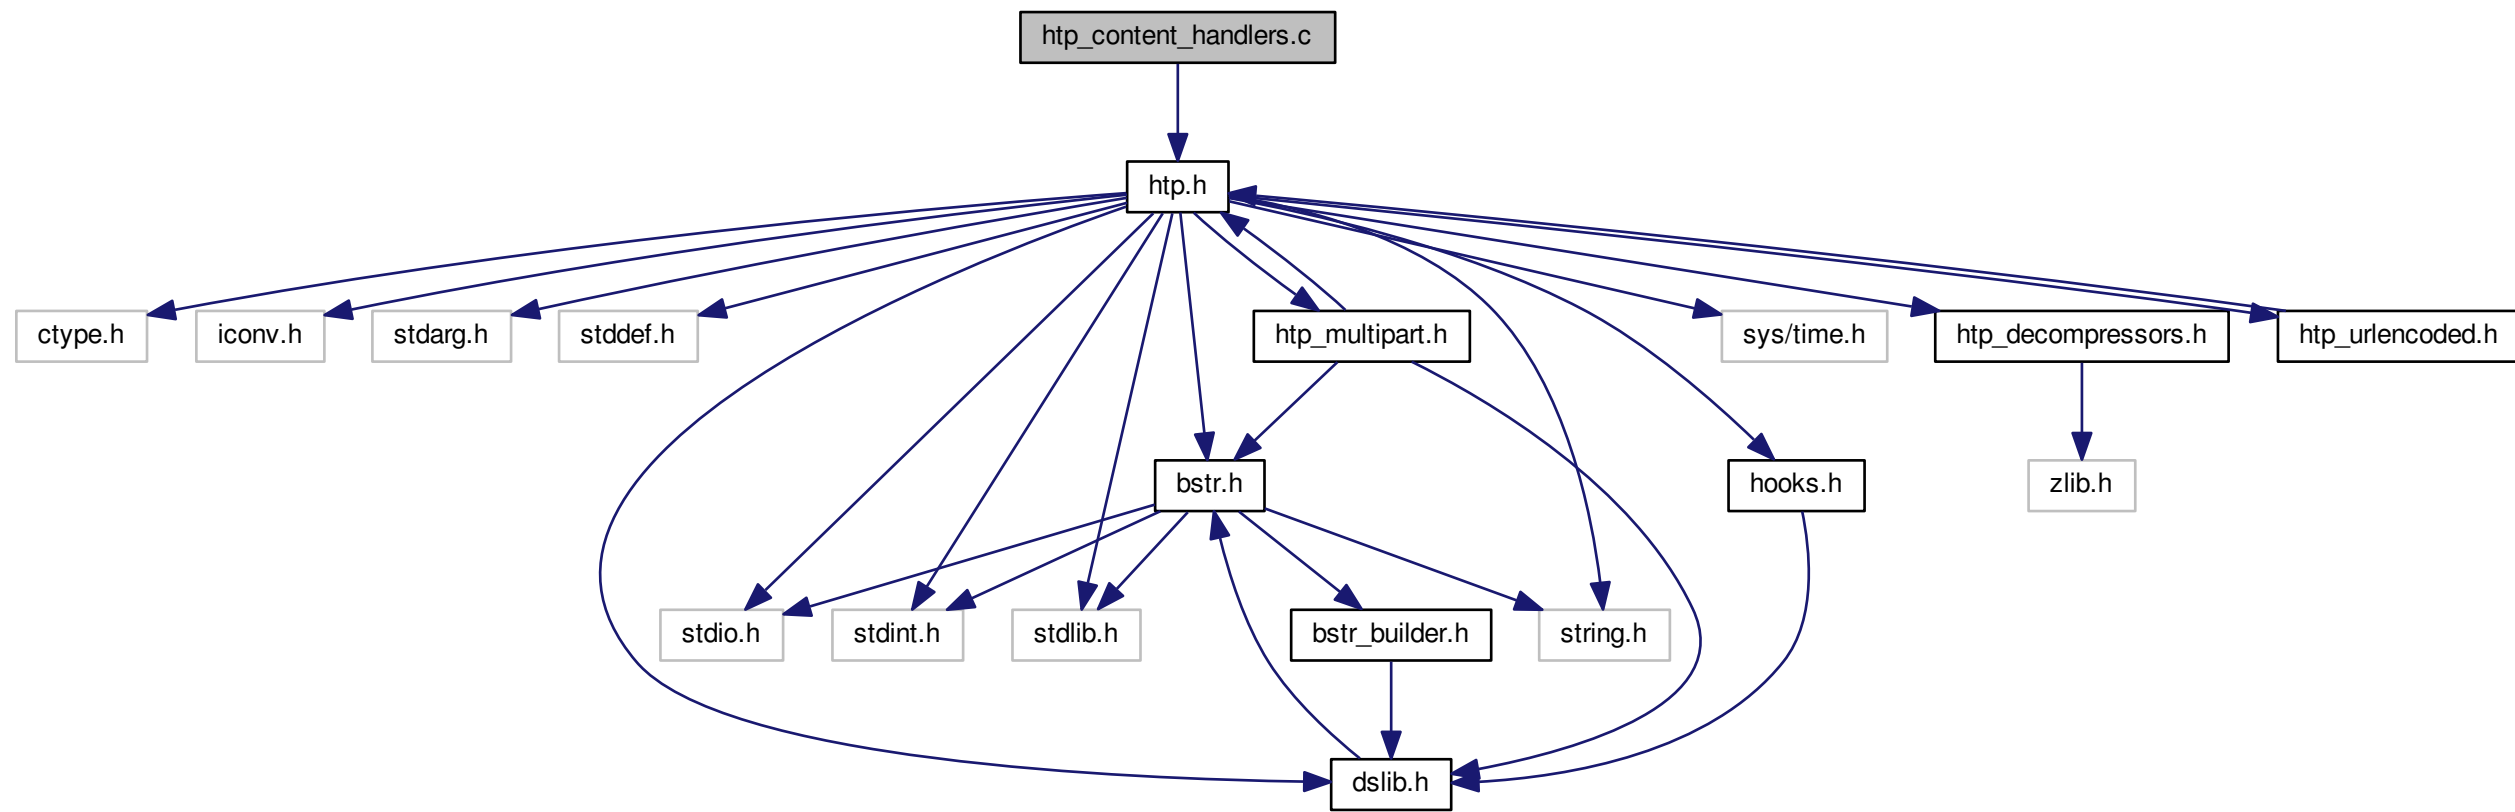 htp_content_handlers.c
htp.h
ctype.h
iconv.h
stdarg.h
stddef.h
htp_multipart.h
sys/time.h
htp_decompressors.h
htp_urlencoded.h
bstr.h
hooks.h
zlib.h
stdio.h
stdint.h
stdlib.h
bstr_builder.h
string.h
dslib.h